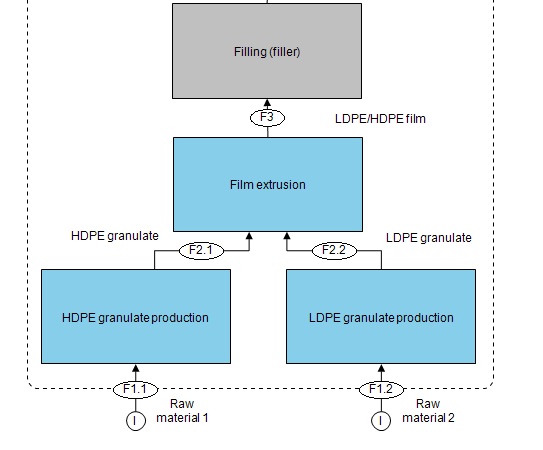 Filling (filler)
F3
LDPE/HDPE film
Film extrusion
HDPE granulate
F2.1
F2.2
LDPE granulate
HDPE granulate production
LDPE granulate production
F1.1
F1.2
Raw
material 1
Raw
material 2
I
I